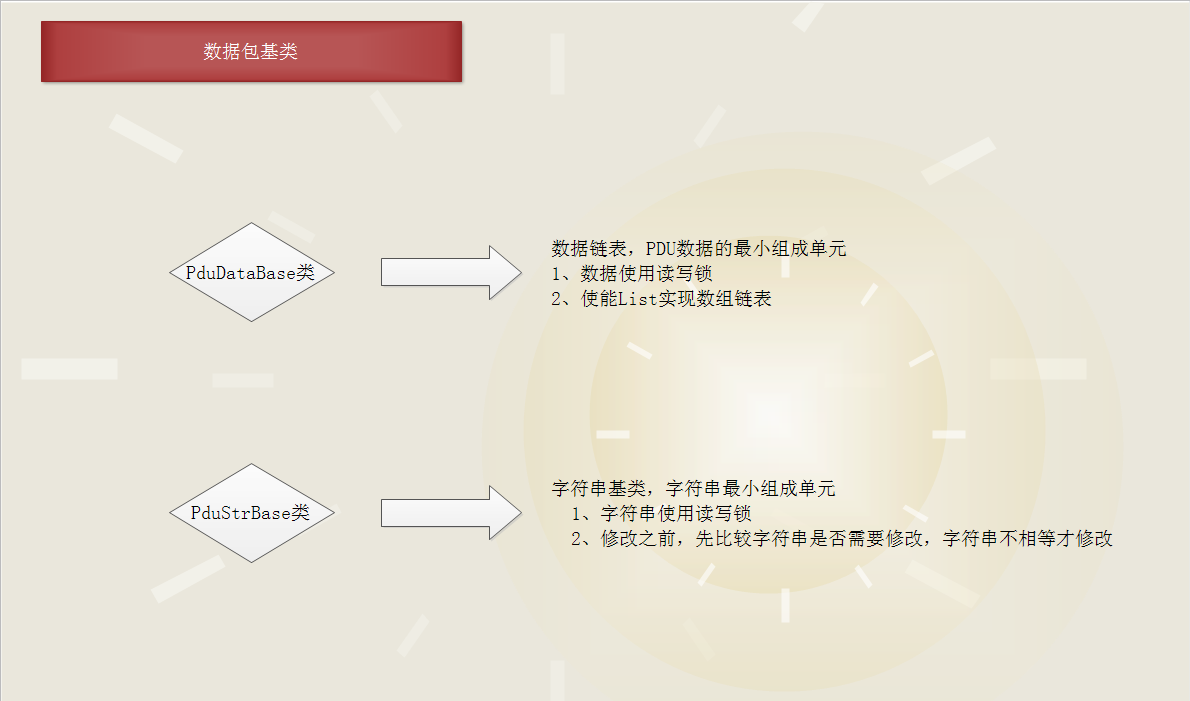 数据包基类
PduDataBase类
数据链表，PDU数据的最小组成单元
1、数据使用读写锁
2、使能List实现数组链表
PduStrBase类
字符串基类，字符串最小组成单元
1、字符串使用读写锁
2、修改之前，先比较字符串是否需要修改，字符串不相等才修改